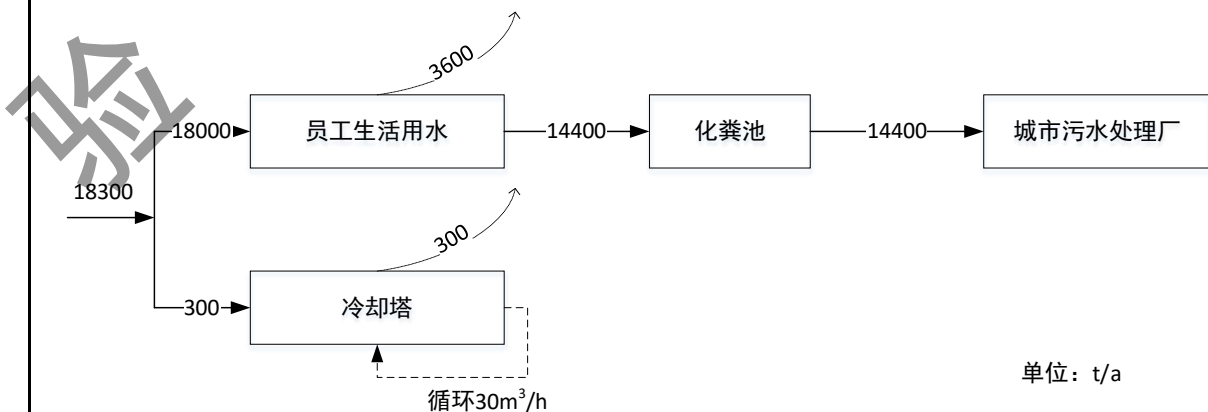 验
3600
18000
员工生活用水
14400
化粪池
14400
城市污水处理厂
18300
300
300
冷却塔
循环30m³/h
单位：t/a